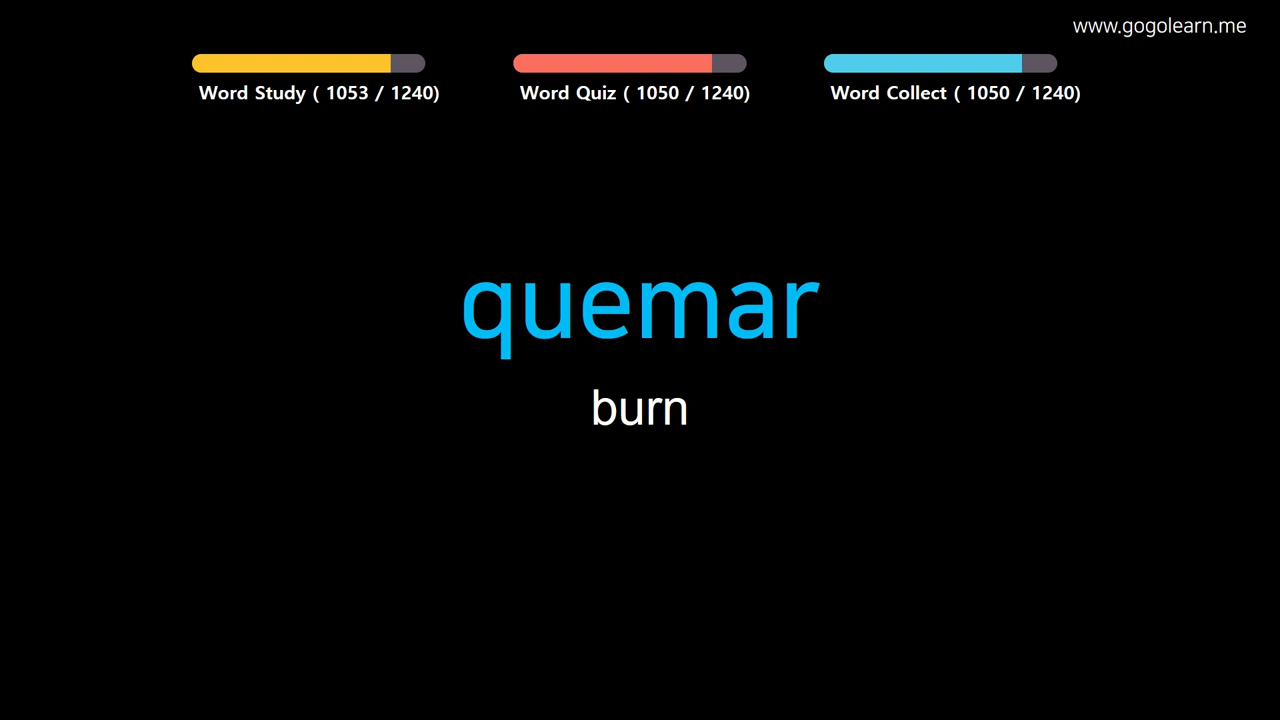 www.gogolearn.me
Word Study ( 1053 / 1240)
Word Quiz ( 1050 / 1240)
Word Collect ( 1050 / 1240)
quemar
burn